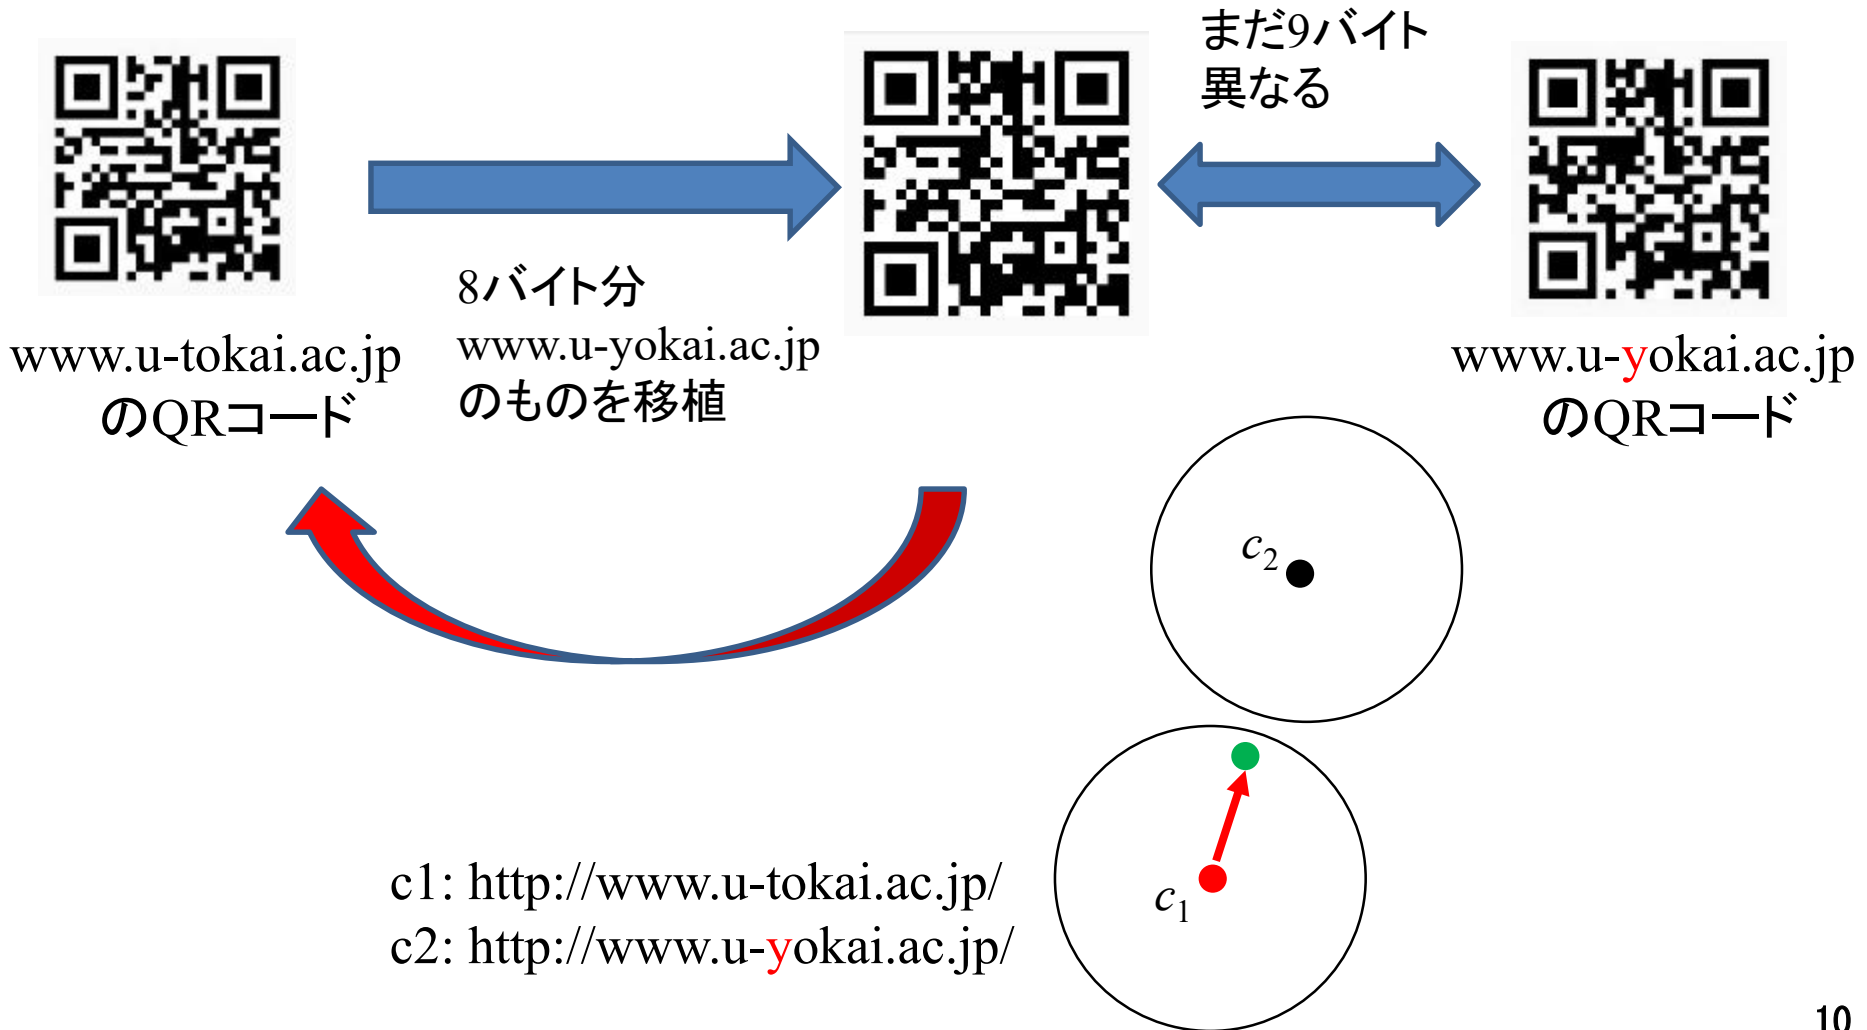 まだ9バイト
異なる
8バイト分
www.u-yokai.ac.jp
のものを移植
www.u-tokai.ac.jp
のQRコード
www.u-yokai.ac.jp
のQRコード
c2
c1
c1: http://www.u-tokai.ac.jp/
c2: http://www.u-yokai.ac.jp/
10